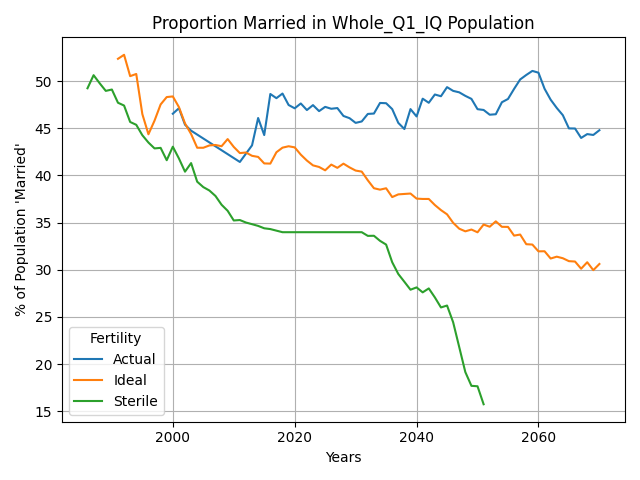 Proportion Married in Whole_Q1_IQ Population
% of Population 'Married'
50
45
40
35
30
25
20
15
Fertility
Actual
Ideal
Sterile
2000 2020 2040 2060
Years